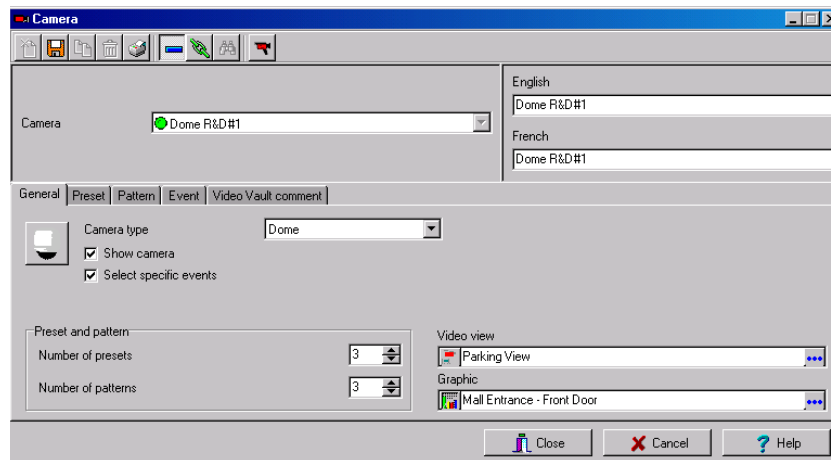 Camera
English
Dome R&D#1
Camera
Dome R&D#1
French
Dome R&D#1
General Preset Pattern Event Video Vault comment
Camera type
Dome
Show camera
Select specific events
Preset and pattern
Number of presets
3
Number of patterns
3
Video view
Parking View
Graphic
Mall Entrance - Front Door
Close
Cancel
? Help